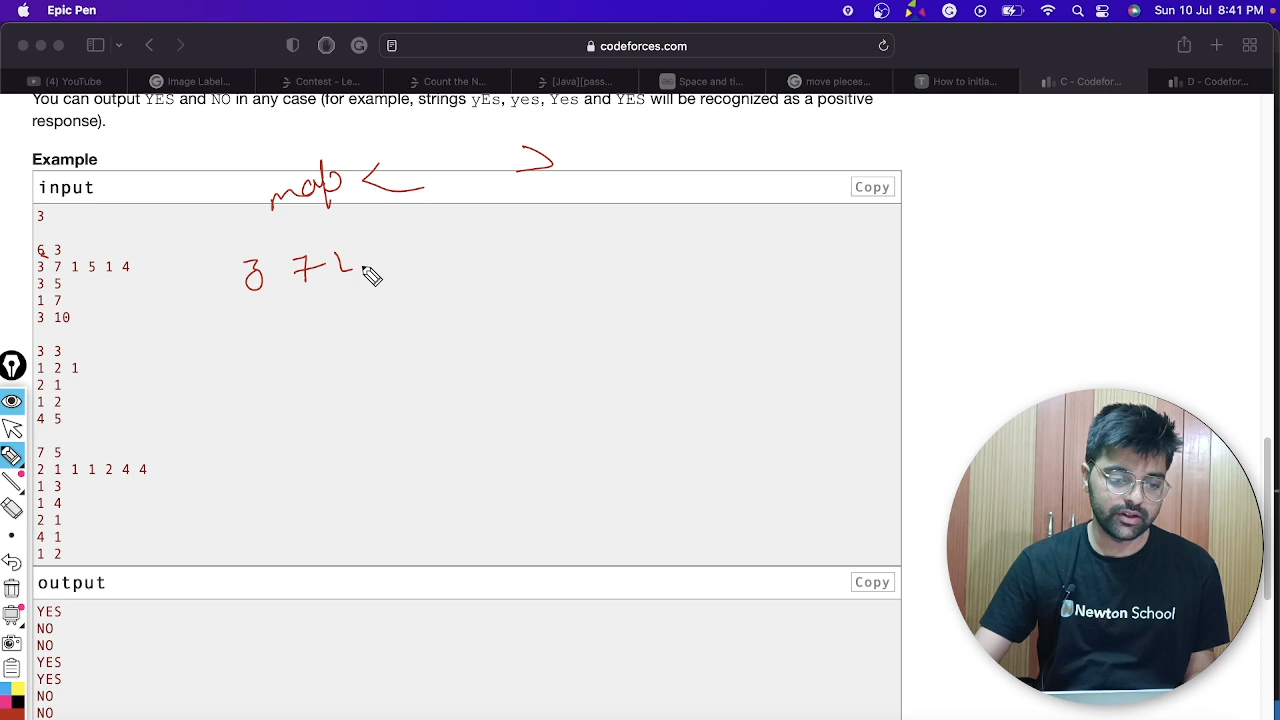 Epic Pen
Sun 10 Jul 8:41 PM
codeforces.com
(4) YouTube
Image Label...
Contest - Le...
Count the N...
[Java][pass...
Space and ti...
move pieces...
How to initia...
C - Codefor...
D - Codefor...
You can output YES and NO in any case (for example, strings yEs, yes, Yes and YES will be recognized as a positive
response).
Example
map < >
input
Copy
3
6 3
3 7 1 5 1 4
3 7
3 5
1 7
3 10
3 3
1 2 1
2 1
1 2
4 5
7 5
2 1 1 1 2 4 4
1 3
1 4
2 1
4 1
1 2
output
Copy
YES
NO
NO
YES
YES
NO
NO
Newton School